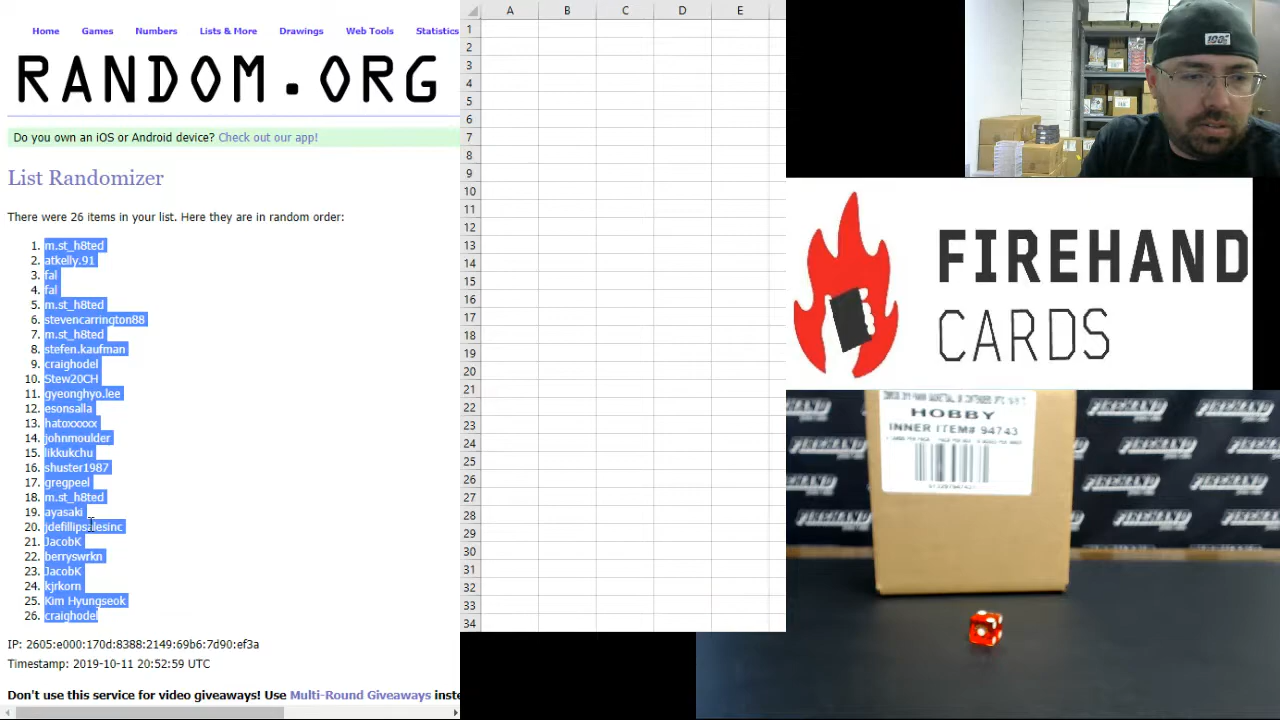 Home Games Numbers Lists & More Drawings Web Tools Statistics
RANDOM.ORG
Do you own an iOS or Android device? Check out our app!
List Randomizer
There were 26 items in your list. Here they are in random order:
1. m.st_h8ted
2. atkelly.91
3. fal
4. fal
5. m.st_h8ted
6. stevencarrington88
7. m.st_h8ted
8. stefen.kaufman
9. craighodel
10. Stew20CH
11. gyeonghyo.lee
12. esonsalla
13. hatoxxxxx
14. johnmoulder
15. likkukchu
16. shuster1987
17. gregpeel
18. m.st_h8ted
19. ayasaki
20. jdefillipsalesinc
21. JacobK
22. berryswrkn
23. JacobK
24. kjrkorn
25. Kim Hyungseok
26. craighodel
IP: 2605:e000:170d:8388:2149:69b6:7d90:ef3a
Timestamp: 2019-10-11 20:52:59 UTC
Don't use this service for video giveaways! Use Multi-Round Giveaways inste
A B C D E
1
2
3
4
5
6
7
8
9
10
11
12
13
14
15
16
17
18
19
20
21
22
23
24
25
26
27
28
29
30
31
32
33
34
FIREHAND
CARDS
HOBBY
INNER ITEM# 94743